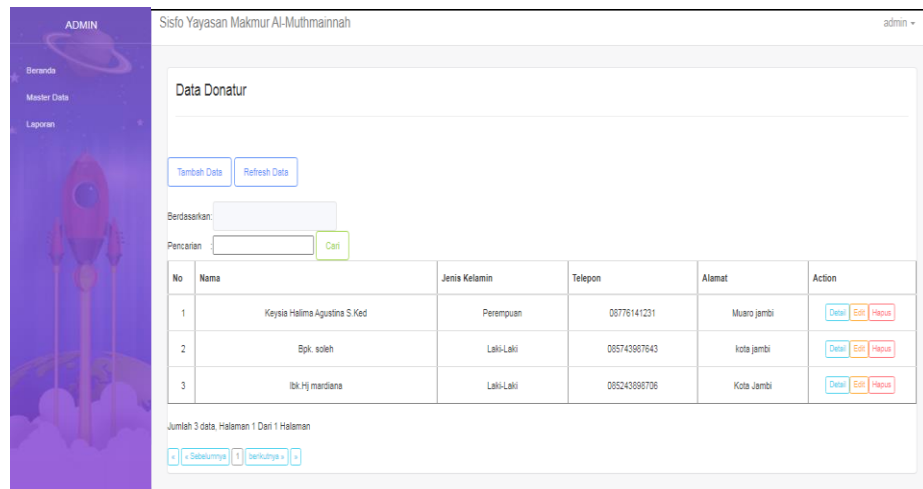 ADMIN
Sisfo Yayasan Makmur Al-Muthmainnah
admin
Beranda
Master Data
Laporan
Data Donatur
Tambah Data Refresh Data
Berdasarkan:
Pencarian : Cari
No Nama Jenis Kelamin Telepon Alamat Action
1 Keysia Halima Agustina S.Ked Perempuan 08776141231 Muaro jambi Detail Edit Hapus
2 Bpk. soleh Laki-Laki 085743987643 kota jambi Detail Edit Hapus
3 Ibk.Hj mardiana Laki-Laki 085243898706 Kota Jambi Detail Edit Hapus
Jumlah 3 data, Halaman 1 Dari 1 Halaman
« « Sebelumnya 1 berikutnya » »